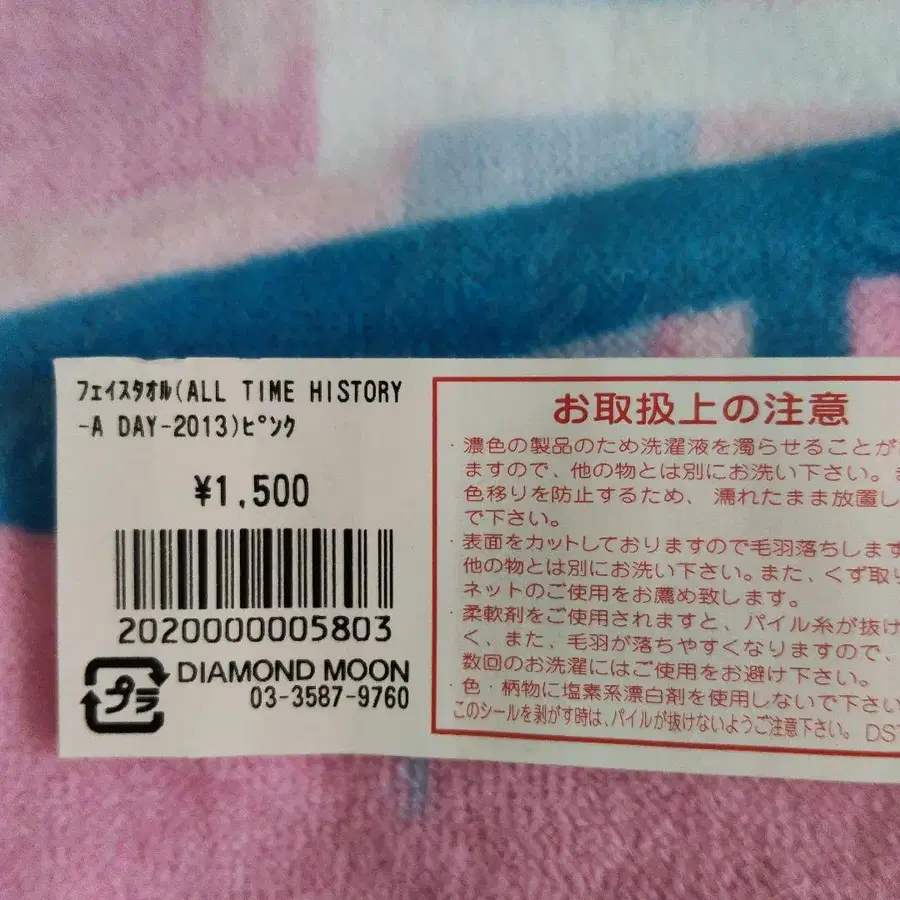 ﾌｪｲｽﾀｵﾙ(ALL TIME HISTORY
-A DAY-2013)ﾋﾟﾝｸ
¥1,500
2020000005803
プラ
DIAMOND MOON
03-3587-9760
お取扱上の注意
・濃色の製品のため洗濯液を濁らせることが
ますので、他の物とは別にお洗い下さい。
色移りを防止するため、濡れたまま放置し
で下さい。
・表面をカットしておりますので毛羽落ちします
他の物とは別にお洗い下さい。また、くず取り
ネットのご使用をお薦め致します。
・柔軟剤をご使用されますと、パイル糸が抜け
く、また、毛羽が落ちやすくなりますので、
数回のお洗濯にはご使用をお避け下さい。
・色・柄物に塩素系漂白剤を使用しないで下さい
このシールを剥がす時は、パイルが抜けないようご注意下さい。 DST